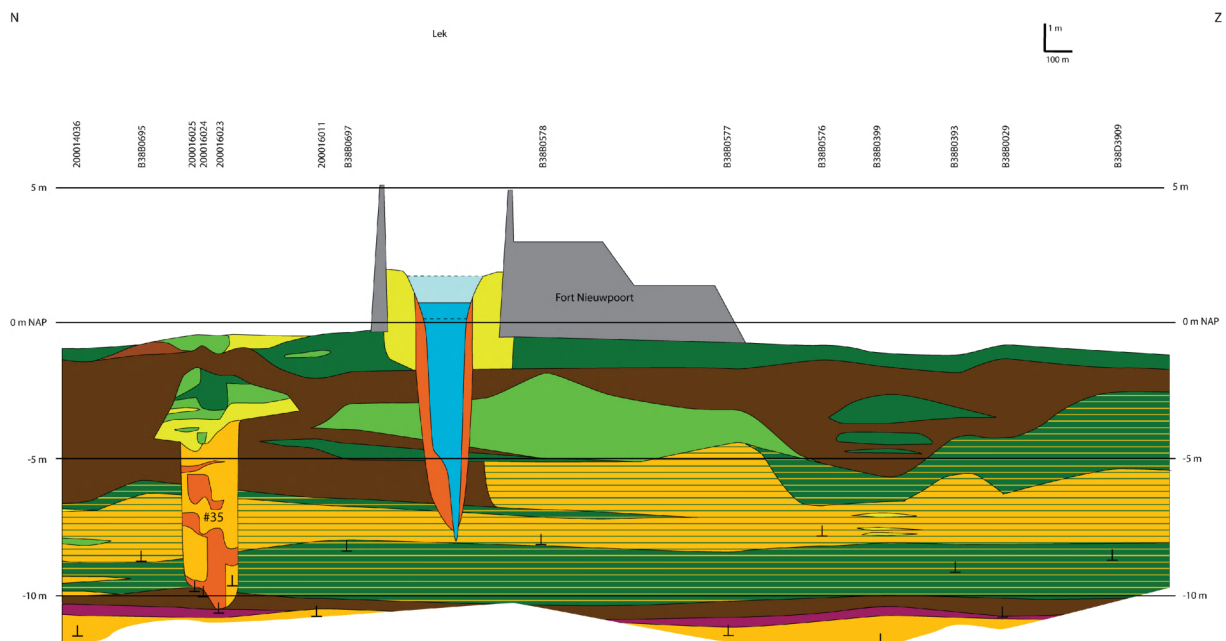 N
Z
Lek
1 m
100 m
200014036
B38B0695
200016025
200016024
200016023
200016011
B38B0697
B38B0578
B38B0577
B38B0576
B38B0399
B38B0393
B38B0029
B38D3909
5 m
5 m
Fort Nieuwpoort
0 m NAP
0 m NAP
-5 m
-5 m
#35
-10 m
-10 m